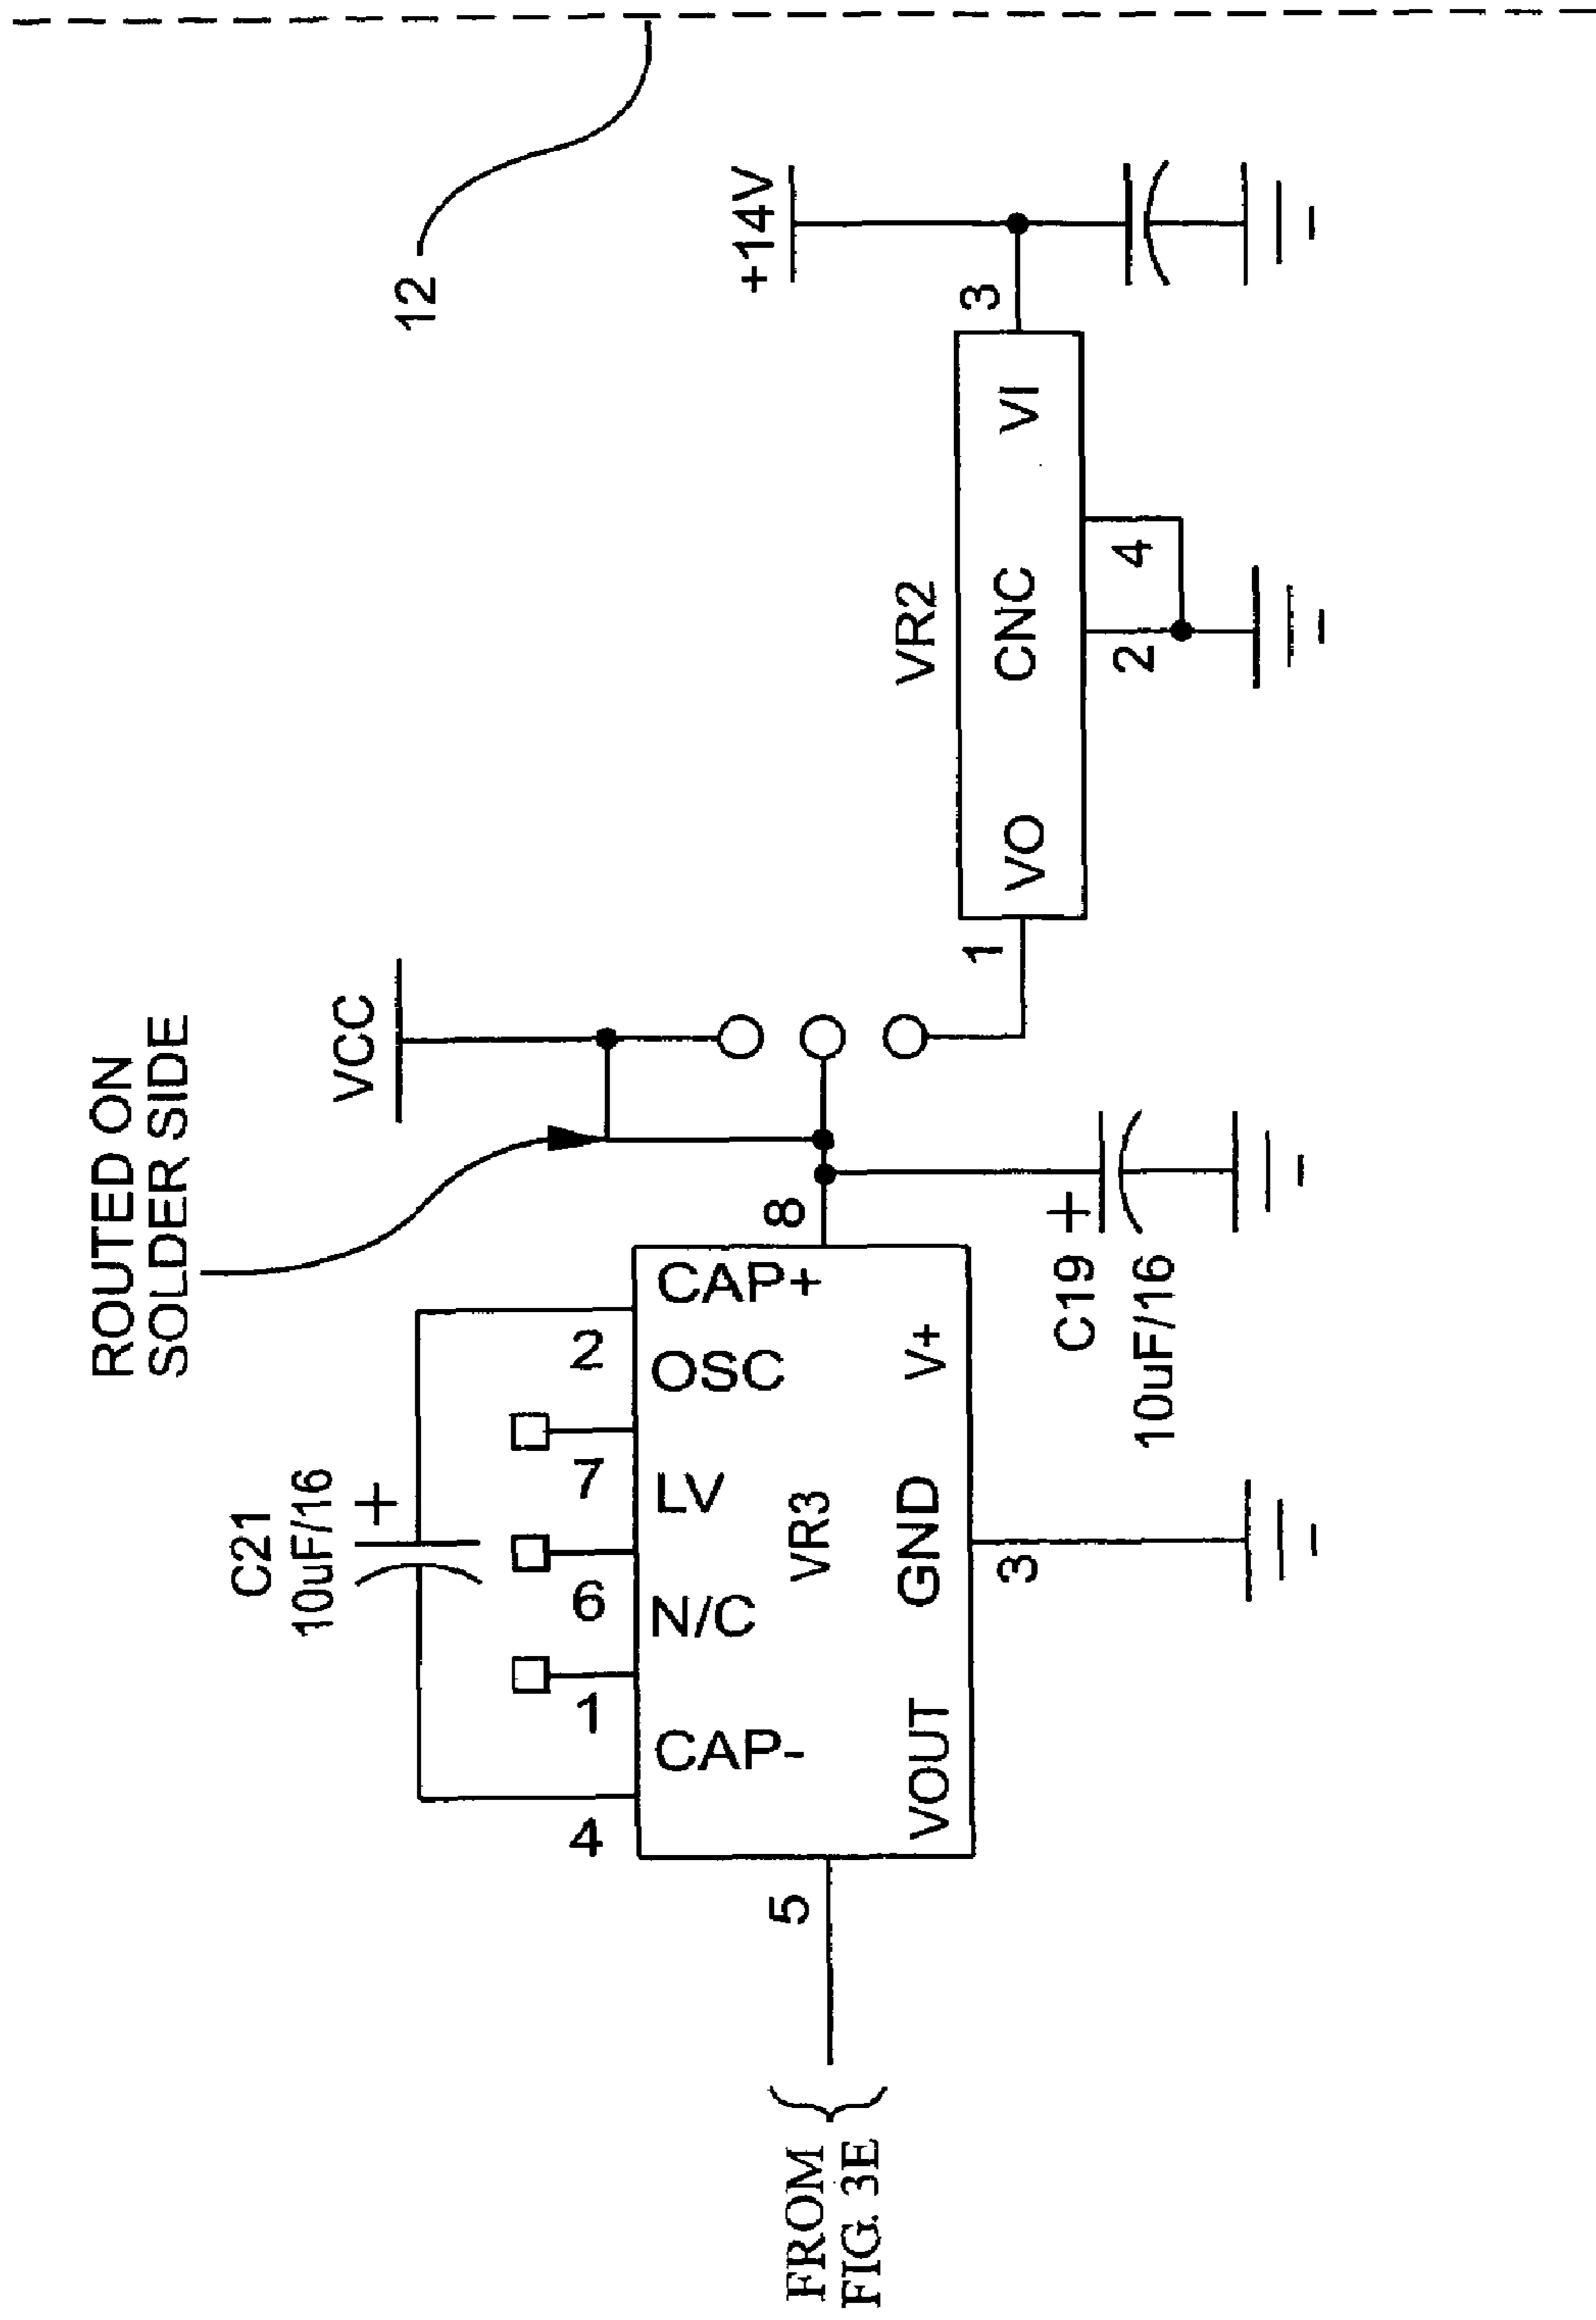 ROUTED ON
SOLDER SIDE
VCC
12
+14V
C21
10uF/16
+
4
1
6
7
2
CAP-
N/C
LV
OSC
CAP+
VR3
VOUT
GND
V+
5
3
8
+
C19
10uF/16
VR2
VO
CNC
VI
1
2
4
3
FROM
FIG. 3E